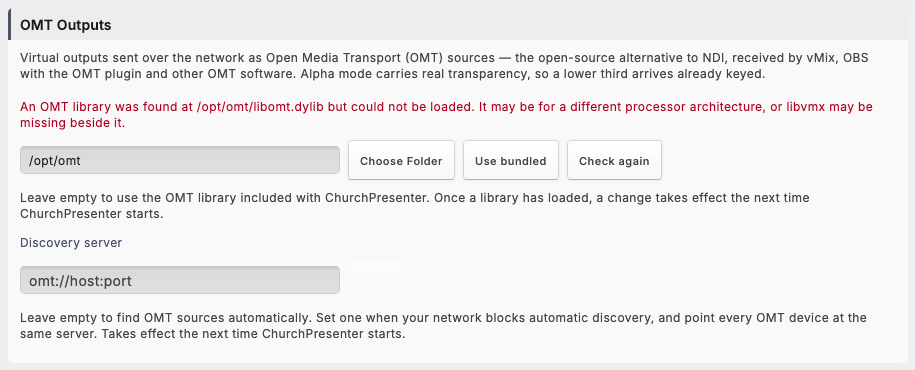 OMT Outputs
Virtual outputs sent over the network as Open Media Transport (OMT) sources — the open-source alternative to NDI, received by vMix, OBS
with the OMT plugin and other OMT software. Alpha mode carries real transparency, so a lower third arrives already keyed.
An OMT library was found at /opt/omt/libomt.dylib but could not be loaded. It may be for a different processor architecture, or libvmx may be
missing beside it.
/opt/omt
Choose Folder
Use bundled
Check again
Leave empty to use the OMT library included with ChurchPresenter. Once a library has loaded, a change takes effect the next time
ChurchPresenter starts.
Discovery server
omt://host:port
Leave empty to find OMT sources automatically. Set one when your network blocks automatic discovery, and point every OMT device at the
same server. Takes effect the next time ChurchPresenter starts.